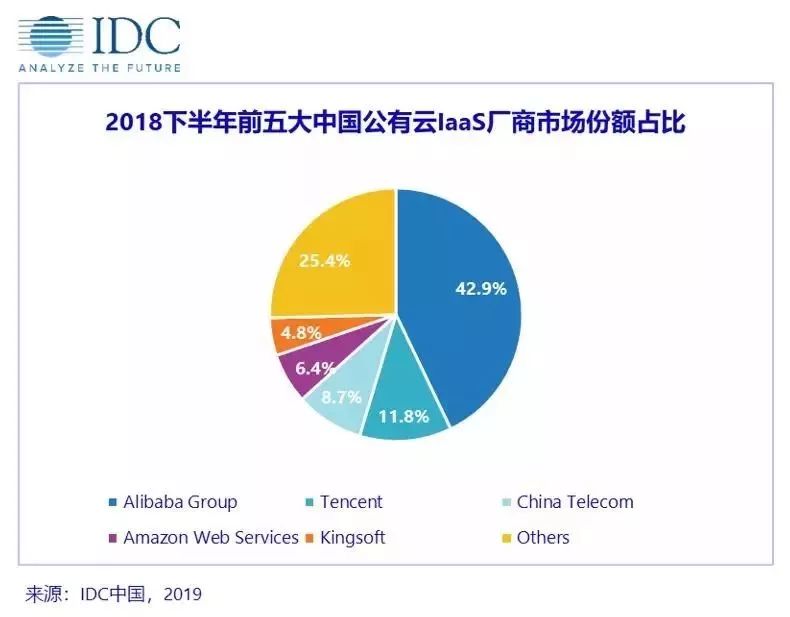 IDC
ANALYZE THE FUTURE
2018下半年前五大中国公有云IaaS厂商市场份额占比
25.4%
42.9%
4.8%
6.4%
8.7%
11.8%
Alibaba Group
Tencent
China Telecom
Amazon Web Services
Kingsoft
Others
来源：IDC中国，2019